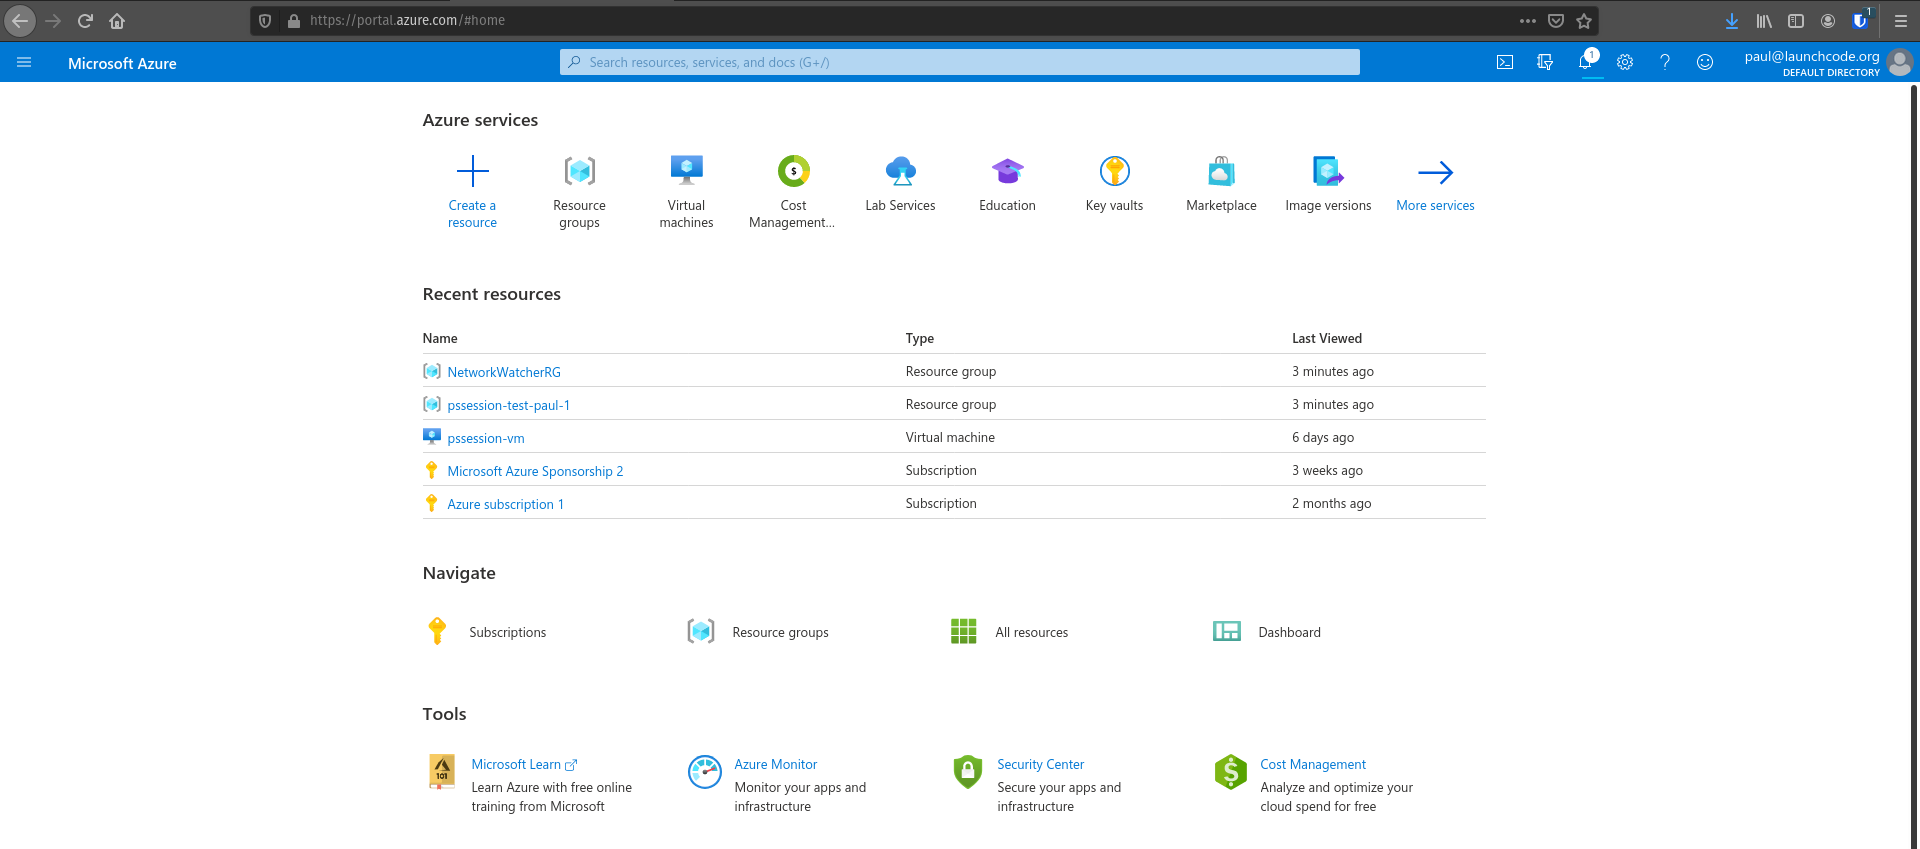 https://portal.azure.com/#home
1
Microsoft Azure
Search resources, services, and docs (G+/)
1
paul@launchcode.org
DEFAULT DIRECTORY
Azure services
Create a resource
Resource groups
Virtual machines
$
Cost Management...
Lab Services
Education
Key vaults
Marketplace
Image versions
More services
Recent resources
Name Type Last Viewed
NetworkWatcherRG Resource group 3 minutes ago
pssession-test-paul-1 Resource group 3 minutes ago
pssession-vm Virtual machine 6 days ago
Microsoft Azure Sponsorship 2 Subscription 3 weeks ago
Azure subscription 1 Subscription 2 months ago
Navigate
Subscriptions
Resource groups
All resources
Dashboard
Tools
101
Microsoft Learn
Learn Azure with free online
training from Microsoft
Azure Monitor
Monitor your apps and
infrastructure
Security Center
Secure your apps and
infrastructure
$
Cost Management
Analyze and optimize your
cloud spend for free